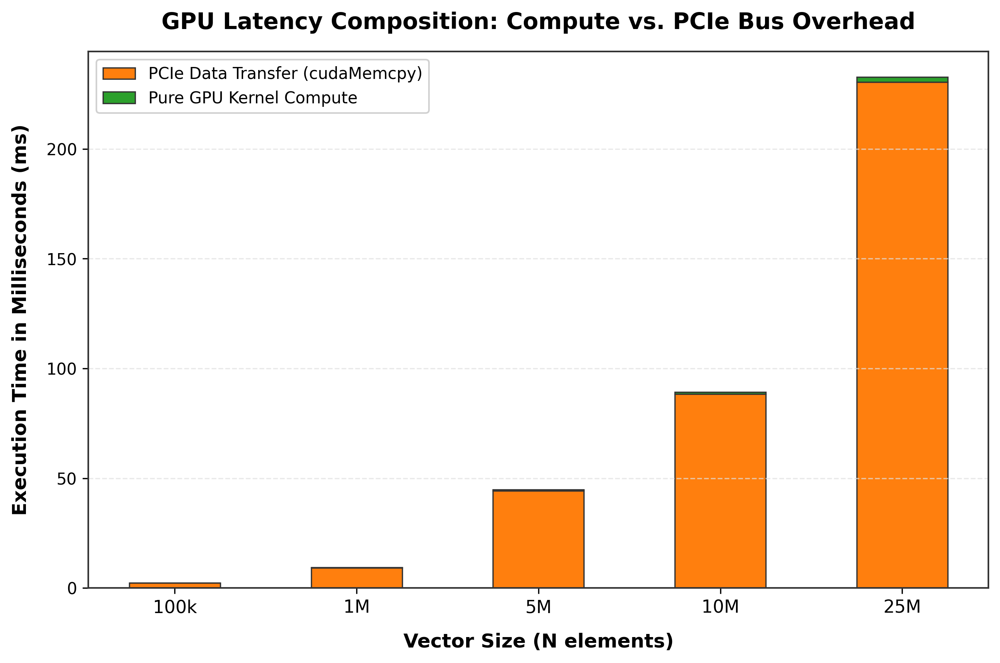 GPU Latency Composition: Compute vs. PCIe Bus Overhead
PCIe Data Transfer (cudaMemcpy)
Pure GPU Kernel Compute
Execution Time in Milliseconds (ms)
200
150
100
50
0
100k 1M 5M 10M 25M
Vector Size (N elements)